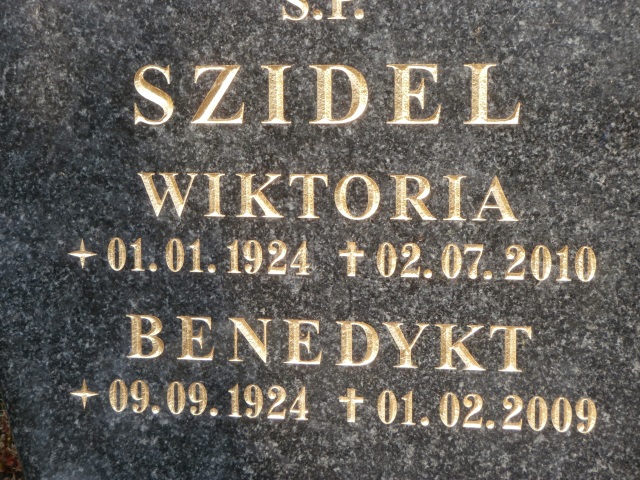 Ś.P.
SZIDEL
WIKTORIA
✦ 01.01.1924 ✝ 02.07.2010
BENEDYKT
✦ 09.09.1924 ✝ 01.02.2009